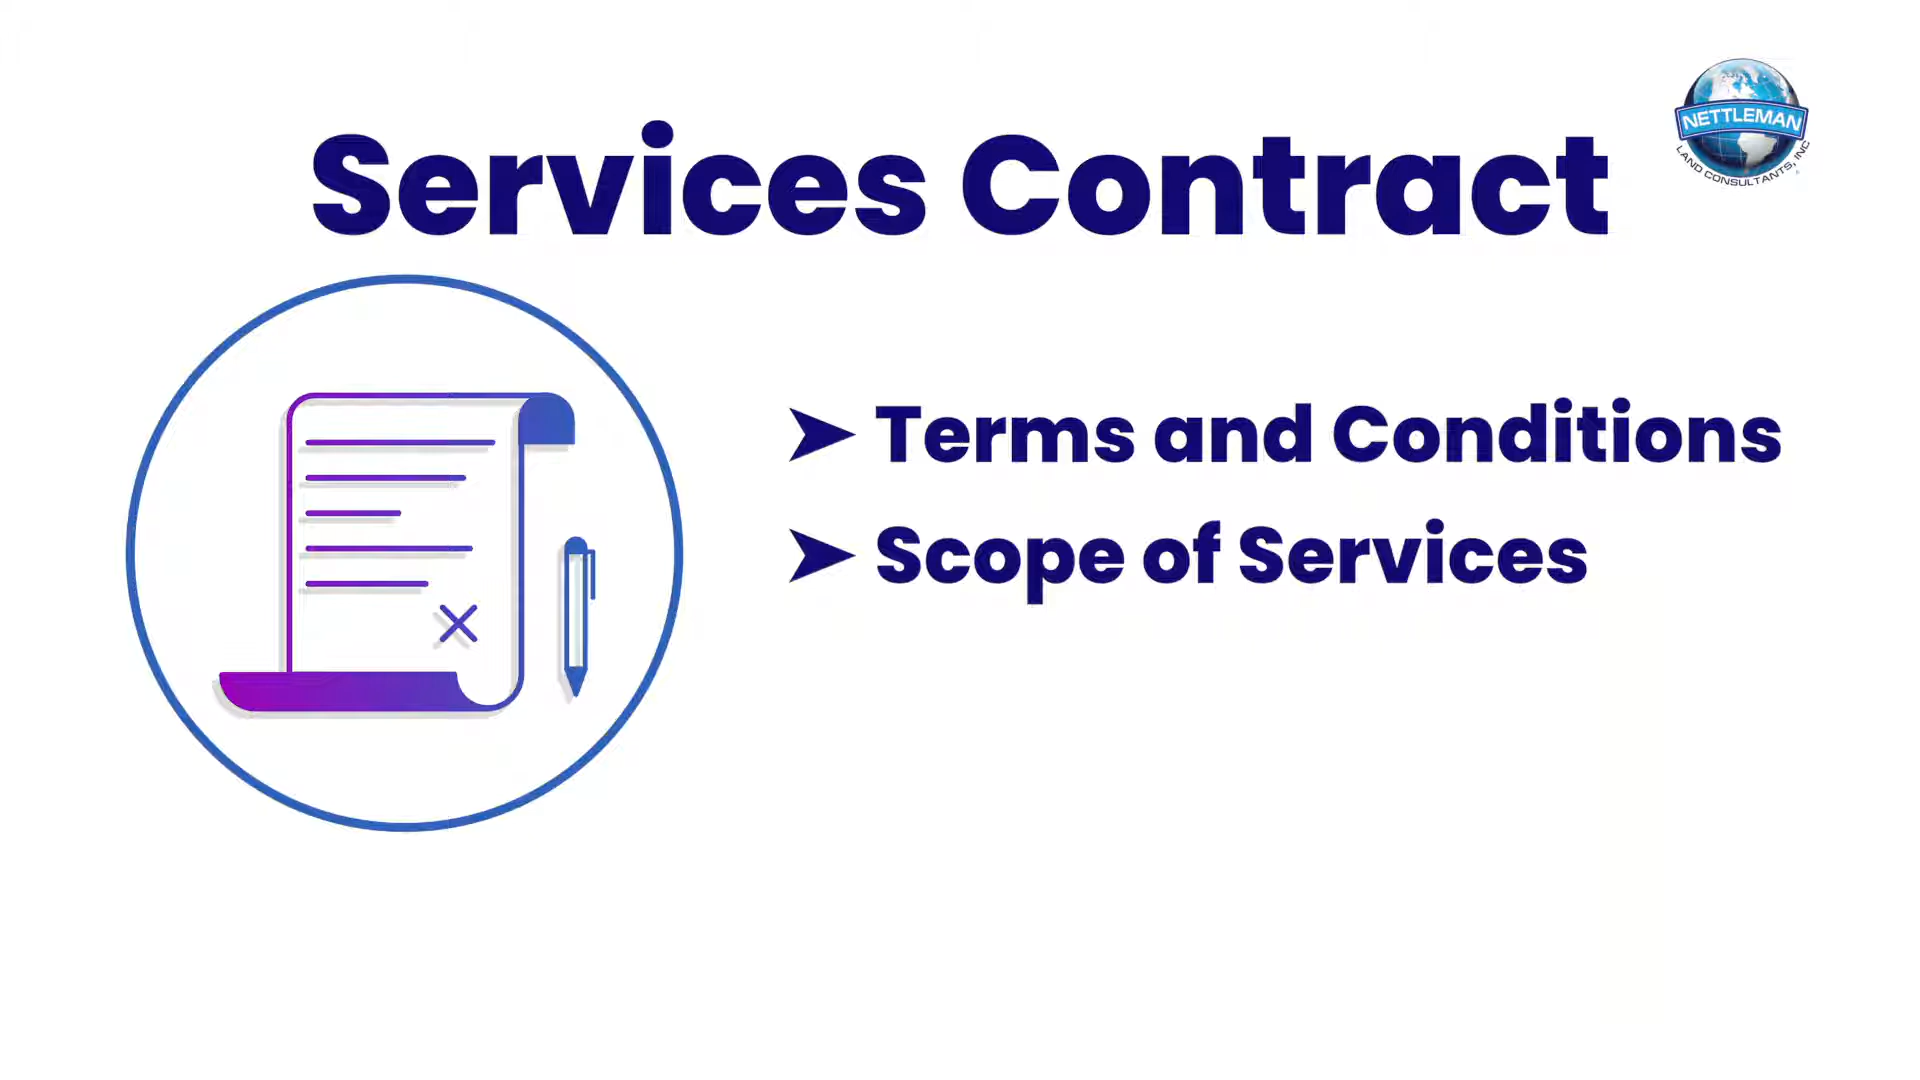 Services Contract
NETTLEMAN
LAND CONSULTANTS, INC
➤ Terms and Conditions
➤ Scope of Services